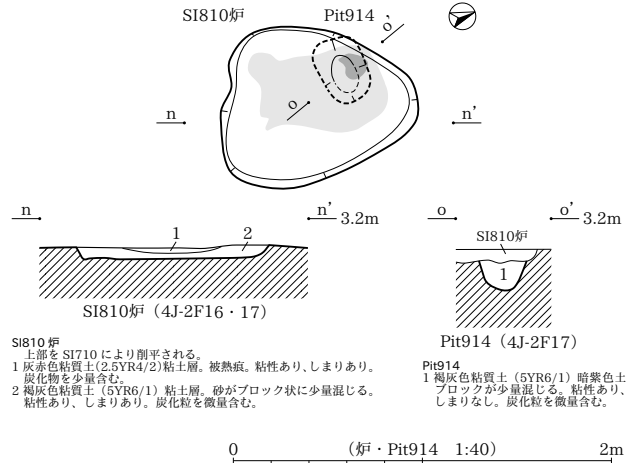 SI810炉 Pit914
o’
o
n n’
n n’ 3.2m o o’ 3.2m
1 2 SI810炉
1
SI810炉（4J-2F16・17）
Pit914（4J-2F17）
SI810 炉
上部を SI710 により削平される。
1 灰赤色粘質土(2.5YR4/2)粘土層。被熱痕。粘性あり、しまりあり。
炭化物を少量含む。
2 褐灰色粘質土（5YR6/1）粘土層。砂がブロック状に少量混じる。
粘性あり、しまりあり。炭化粒を微量含む。
Pit914
1 褐灰色粘質土（5YR6/1）暗紫色土
ブロックが少量混じる。粘性あり、
しまりなし。炭化粒を微量含む。
0 （炉・Pit914 1:40） 2m